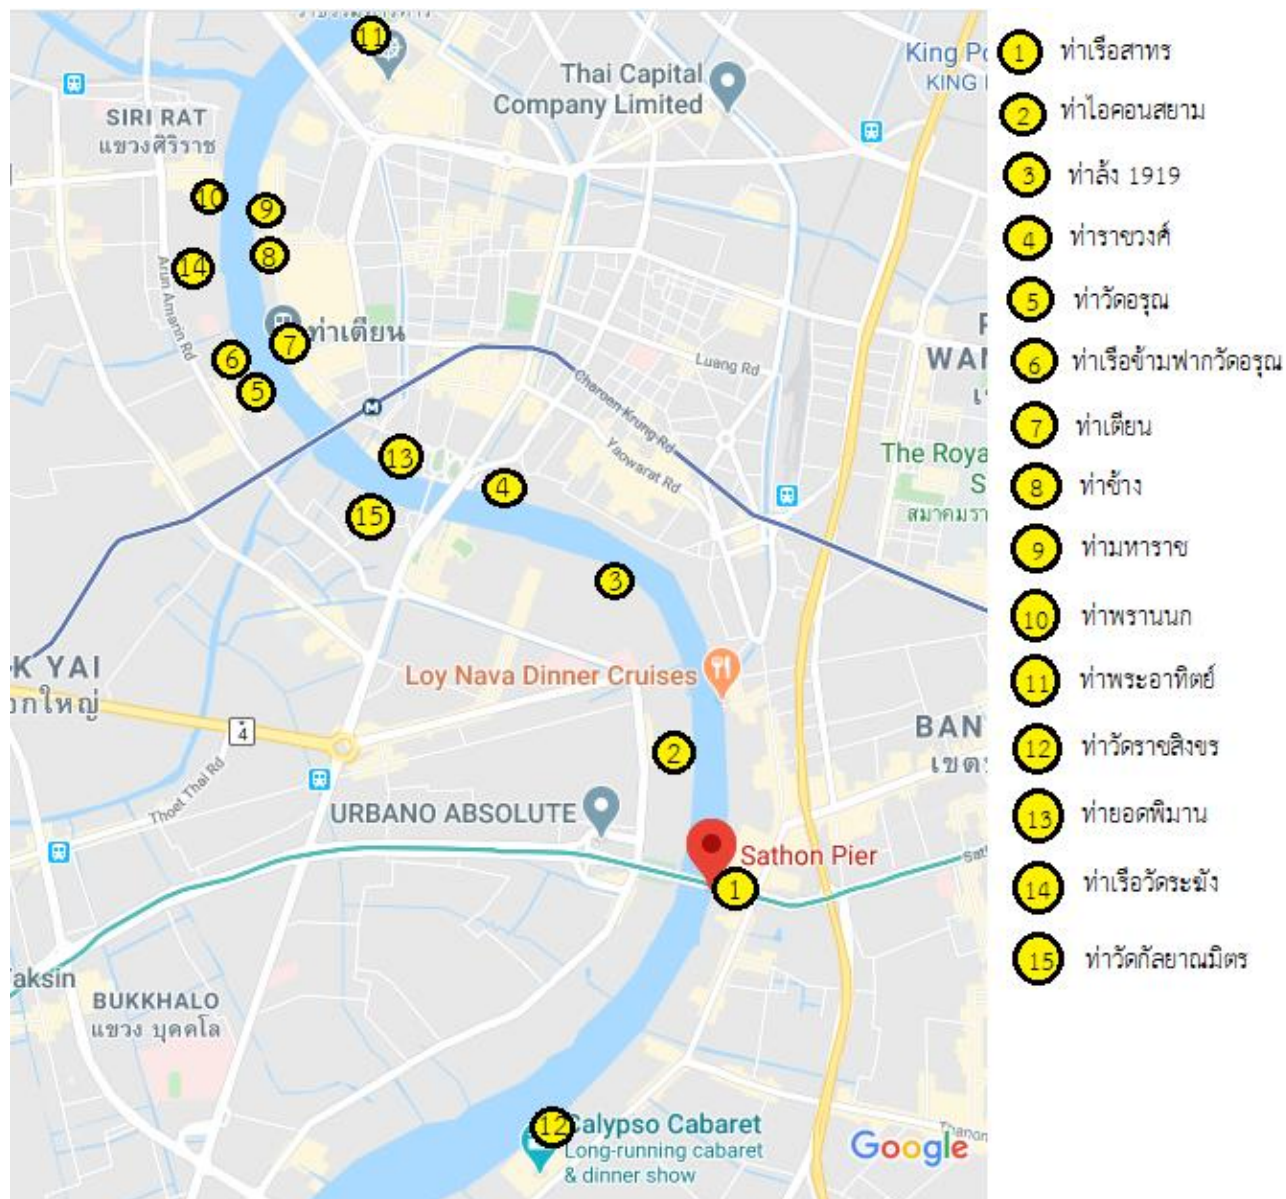 11
King Po
KING
Thai Capital
Company Limited
SIRI RAT
แขวงศิริราช
10
9
8
14
Arun Amarin Rd
ท่าเตียน
7
6
5
Luang Rd
WAN
Charoen Krung Rd
Yaowarat Rd
M
13
The Roya
S
สมาคมรา
4
15
3
K YAI
อกใหญ่
Loy Nava Dinner Cruises
4
BAN
เขต
2
Thoet Thai Rd
URBANO ABSOLUTE
Sathon Pier
Sat
1
aksin
BUKKHALO
แขวง บุคคโล
12
Calypso Cabaret
Long-running cabaret
& dinner show
Google
Thanon
1 ท่าเรือสาทร
2 ท่าไอคอนสยาม
3 ท่าล้ง 1919
4 ท่าราชวงศ์
5 ท่าวัดอรุณ
6 ท่าเรือข้ามฟากวัดอรุณ
7 ท่าเตียน
8 ท่าช้าง
9 ท่ามหาราช
10 ท่าพรานนก
11 ท่าพระอาทิตย์
12 ท่าวัดราชสิงขร
13 ท่ายอดพิมาน
14 ท่าเรือวัดระฆัง
15 ท่าวัดกัลยาณมิตร